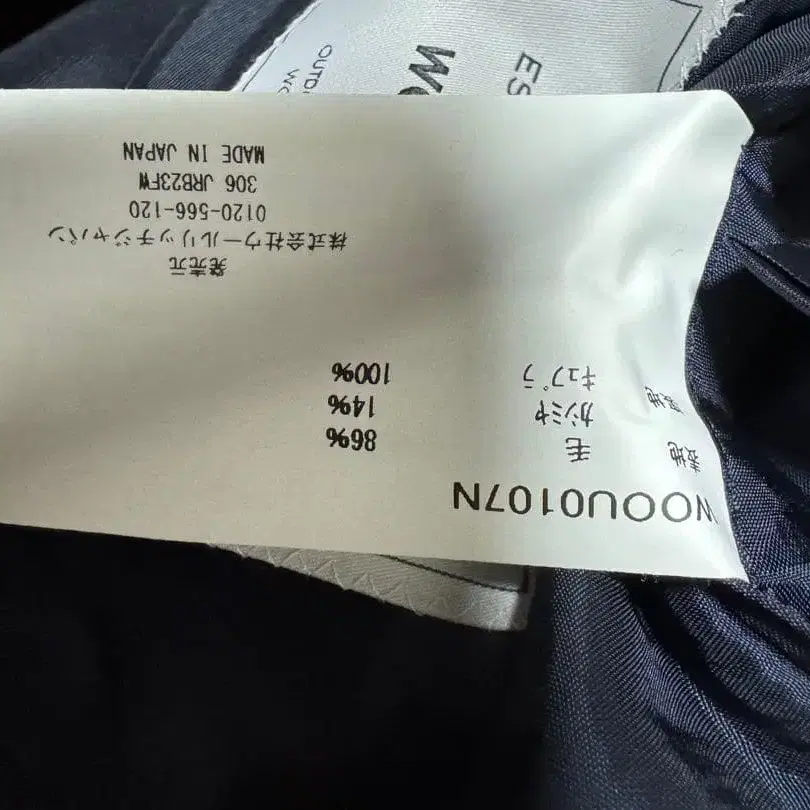 WOOU0107N
表地 毛 86%
カシミヤ 14%
裏地 キュプラ 100%
発売元
株式会社ウールリッチジャパン
0120-566-120
306 JRB23FW
MADE IN JAPAN